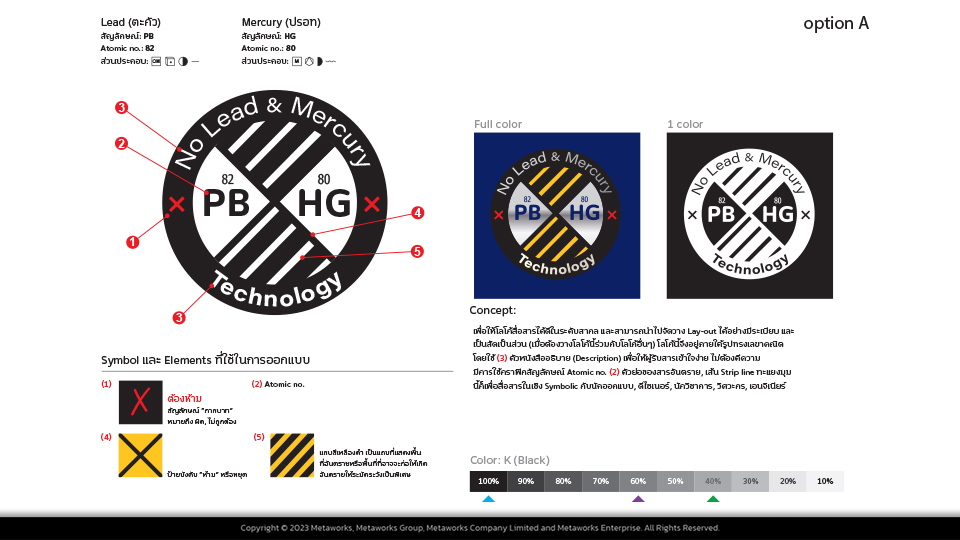 Lead (ตะกั่ว)
สัญลักษณ์: PB
Atomic no.: 82
ส่วนประกอบ:
Mercury (ปรอท)
สัญลักษณ์: HG
Atomic no.: 80
ส่วนประกอบ:
option A
No Lead & Mercury
82
PB
80
HG
Technology
3
2
1
3
4
5
Full color
No Lead & Mercury
82
PB
80
HG
Technology
1 color
No Lead & Mercury
82
PB
80
HG
Technology
Concept:
เพื่อให้โลโก้สื่อสารได้ดีในระดับสากล และสามารถนำไปจัดวาง Lay-out ได้อย่างมีระเบียบ และ
เป็นสัดเป็นส่วน (เมื่อต้องวางโลโก้นี้ร่วมกับโลโก้อื่นๆ) โลโก้นี้จึงอยู่ภายใต้รูปทรงเลขาคณิต
โดยใช้ (3) ตัวหนังสืออธิบาย (Description) เพื่อให้ผู้รับสารเข้าใจง่าย ไม่ต้องตีความ
มีการใช้กราฟิกสัญลักษณ์ Atomic no. (2) ตัวย่อของสารอันตราย, เส้น Strip line ทะแยงมุม
นี้ก็เพื่อสื่อสารในเชิง Symbolic กับนักออกแบบ, ดีไซเนอร์, นักวิชาการ, วิศวะกร, เอนจิเนียร์
Symbol และ Elements ที่ใช้ในการออกแบบ
(1)
ต้องห้าม
สัญลักษณ์ "กากบาท"
หมายถึง ผิด, ไม่ถูกต้อง
(2) Atomic no.
(4)
ป้ายบังคับ "ห้าม" หรือหยุด
(5)
แถบสีเหลืองดำ เป็นแถบที่แสดงพื้น
ที่อันตรายหรือพื้นที่ที่อาจจะก่อให้เกิด
อันตรายให้ระมัดระวังเป็นพิเศษ
Color: K (Black)
100% 90% 80% 70% 60% 50% 40% 30% 20% 10%
Copyright © 2023 Metaworks, Metaworks Group, Metaworks Company Limited and Metaworks Enterprise. All Rights Reserved.